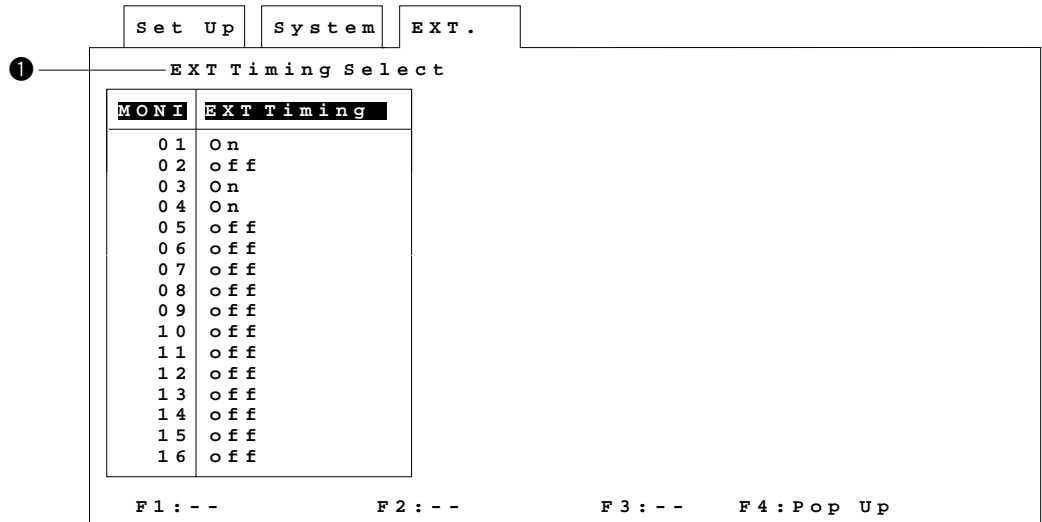 Set Up System EXT.
❶ EXT Timing Select
MONI EXT Timing
01 On
02 off
03 On
04 On
05 off
06 off
07 off
08 off
09 off
10 off
11 off
12 off
13 off
14 off
15 off
16 off
F1:-- F2:-- F3:-- F4:Pop Up